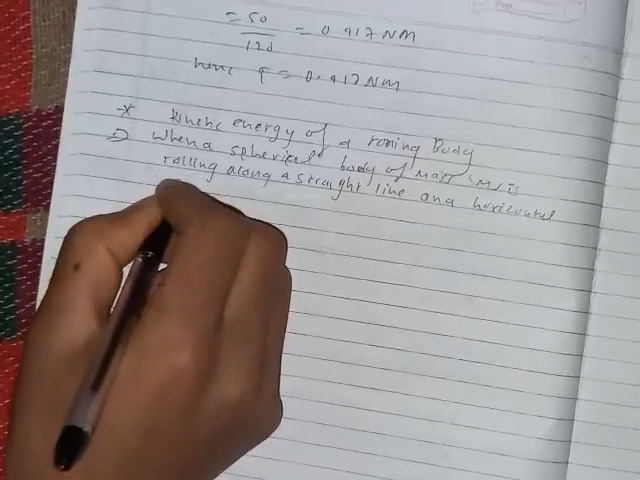 = 50 / 120 = 0.417 NM
hence τ = 0.417 NM
* kinetic energy of a rolling Body
⇒ when a spherical body of mass 'M' is
rolling along a straight line on a horizontal